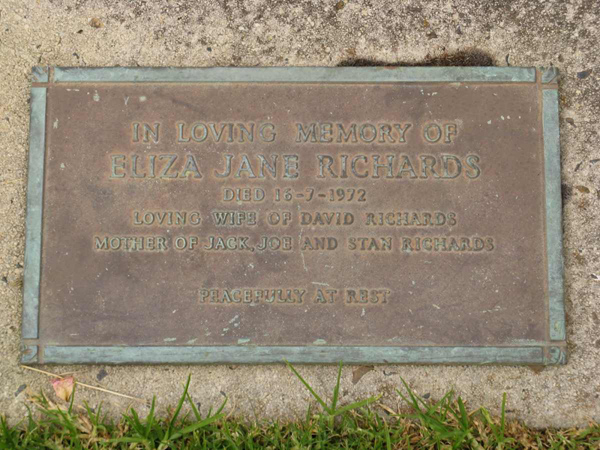 IN LOVING MEMORY OF
ELIZA JANE RICHARDS
DIED 16-7-1972
LOVING WIFE OF DAVID RICHARDS
MOTHER OF JACK, JOE AND STAN RICHARDS
PEACEFULLY AT REST